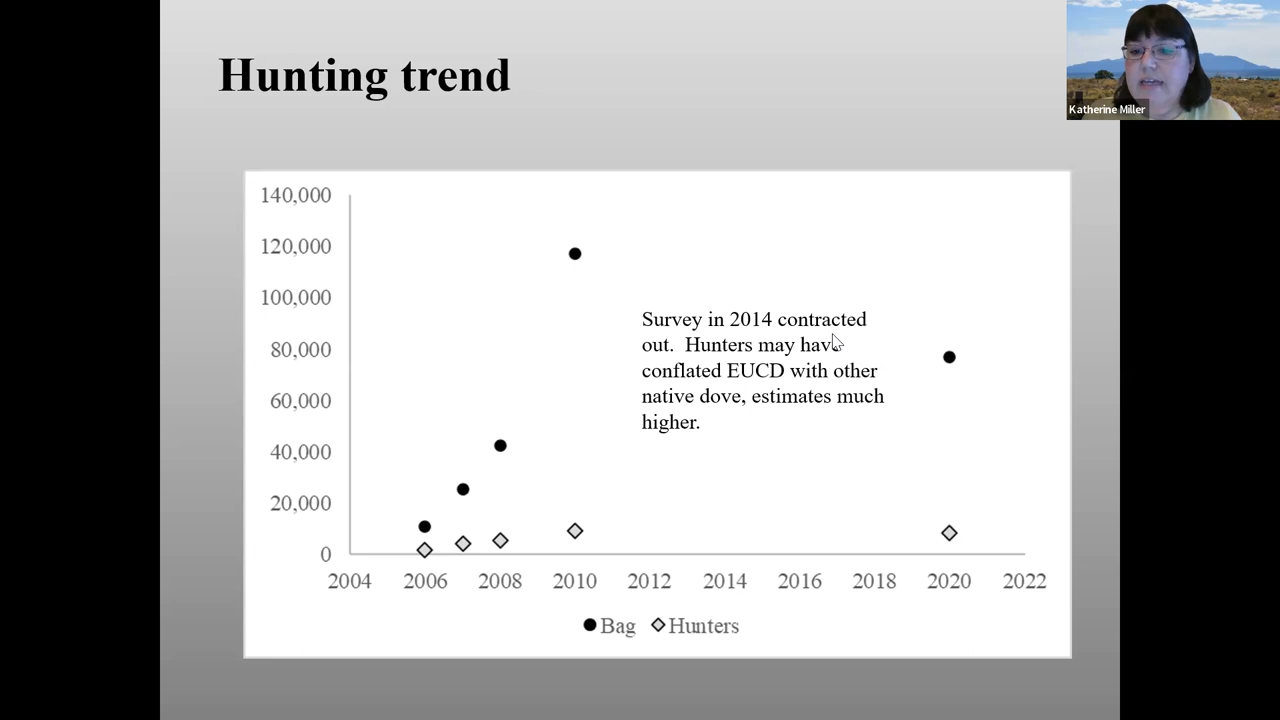 Hunting trend
Katherine Miller
140,000
120,000
100,000
80,000
60,000
40,000
20,000
0
Survey in 2014 contracted
out.  Hunters may have
conflated EUCD with other
native dove, estimates much
higher.
2004 2006 2008 2010 2012 2014 2016 2018 2020 2022
Bag Hunters